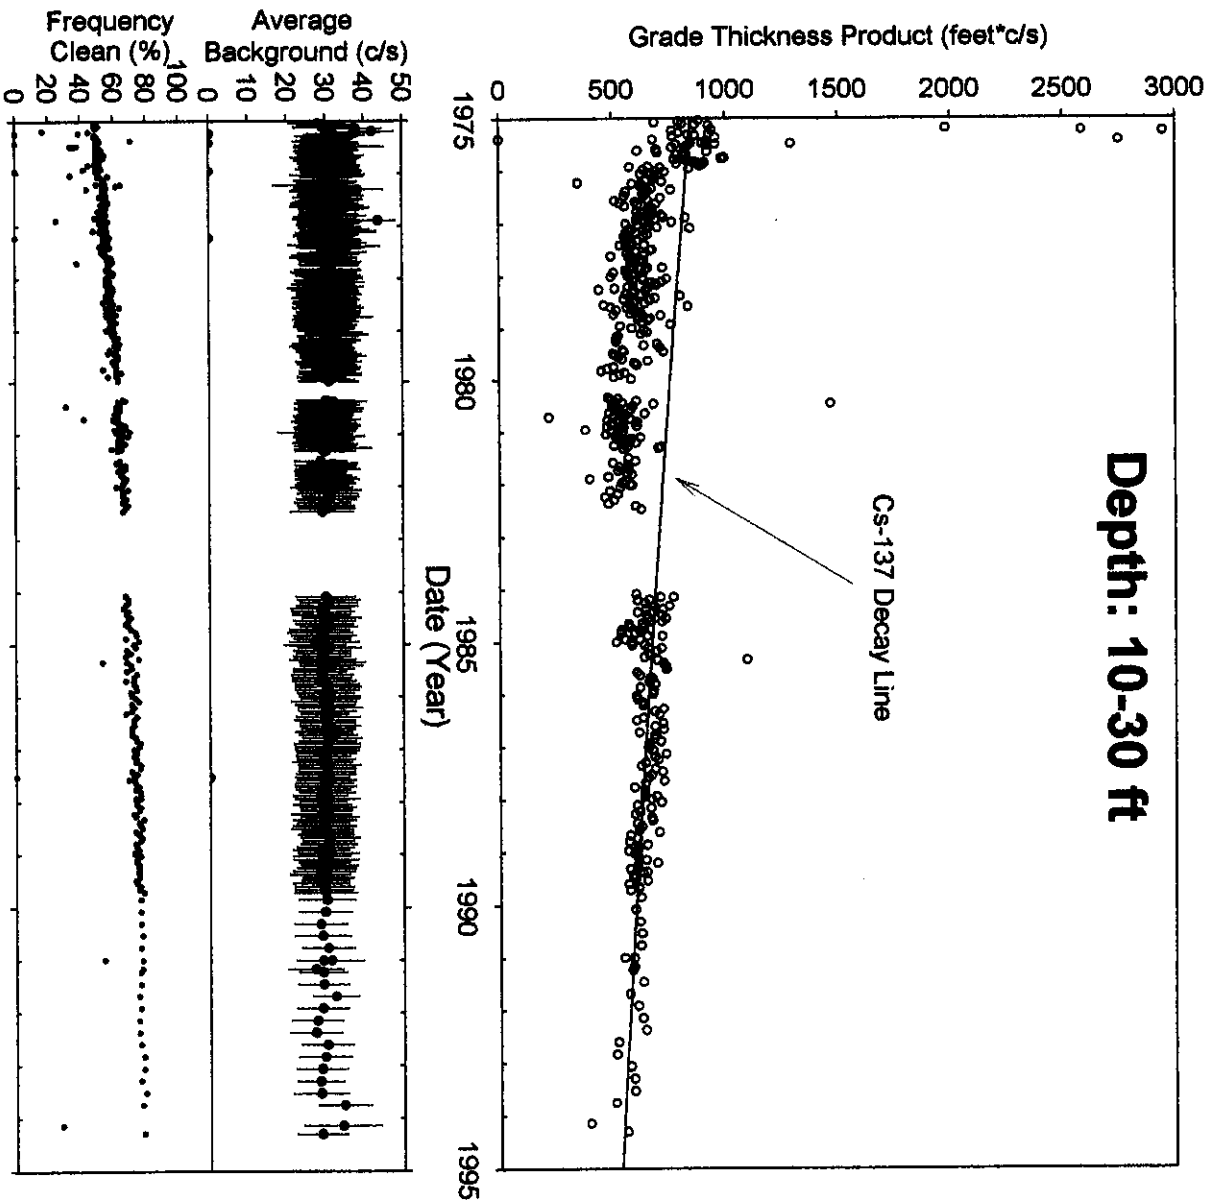 Depth: 10-30 ft
Grade Thickness Product (feet*c/s)
0 500 1000 1500 2000 2500 3000
Cs-137 Decay Line
1975 1980 1985 1990 1995
Date (Year)
Average
Background (c/s)
0 10 20 30 40 50
Frequency
Clean (%)
0 20 40 60 80 100